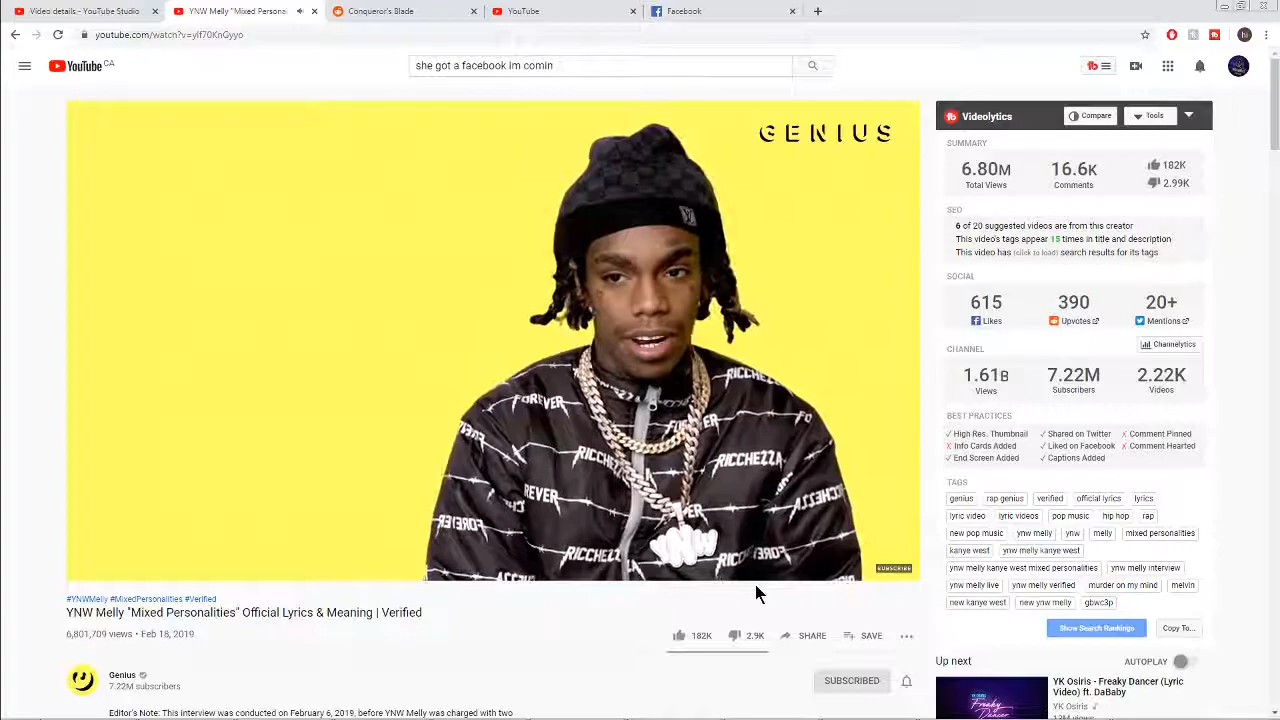 Video details - YouTube Studio
YNW Melly "Mixed Persona
Conqueror's Blade
YouTube
Facebook
youtube.com/watch?v=ylf70KnGyyo
hi
YouTube CA
she got a facebook im comin
GENIUS
FOREVER
RICCHEZZA
RICCHEZZA
RICCHEZZA
YNW
SUBSCRIBE
#YNWMelly #MixedPersonalities #Verified
YNW Melly "Mixed Personalities" Official Lyrics & Meaning | Verified
6,801,709 views • Feb 18, 2019
182K
2.9K
SHARE
SAVE
Genius
7.22M subscribers
SUBSCRIBED
Editor's Note: This interview was conducted on February 6, 2019, before YNW Melly was charged with two
Videolytics
Compare
Tools
SUMMARY
6.80M 16.6K 182K
Total Views Comments 2.99K
SEO
6 of 20 suggested videos are from this creator
This video's tags appear 15 times in title and description
This video has (click to load) search results for its tags
SOCIAL
615 390 20+
Likes Upvotes Mentions
CHANNEL Channelytics
1.61B 7.22M 2.22K
Views Subscribers Videos
BEST PRACTICES
✓ High Res. Thumbnail ✓ Shared on Twitter ✗ Comment Pinned
✗ Info Cards Added ✓ Liked on Facebook ✗ Comment Hearted
✓ End Screen Added ✓ Captions Added
TAGS
genius rap genius verified official lyrics lyrics
lyric video lyric videos pop music hip hop rap
new pop music ynw melly ynw melly mixed personalities
kanye west ynw melly kanye west
ynw melly kanye west mixed personalities ynw melly interview
ynw melly live ynw melly verified murder on my mind melvin
new kanye west new ynw melly gbwc3p
Show Search Rankings Copy To...
Up next AUTOPLAY
YK Osiris - Freaky Dancer (Lyric
Video) ft. DaBaby
YK Osiris